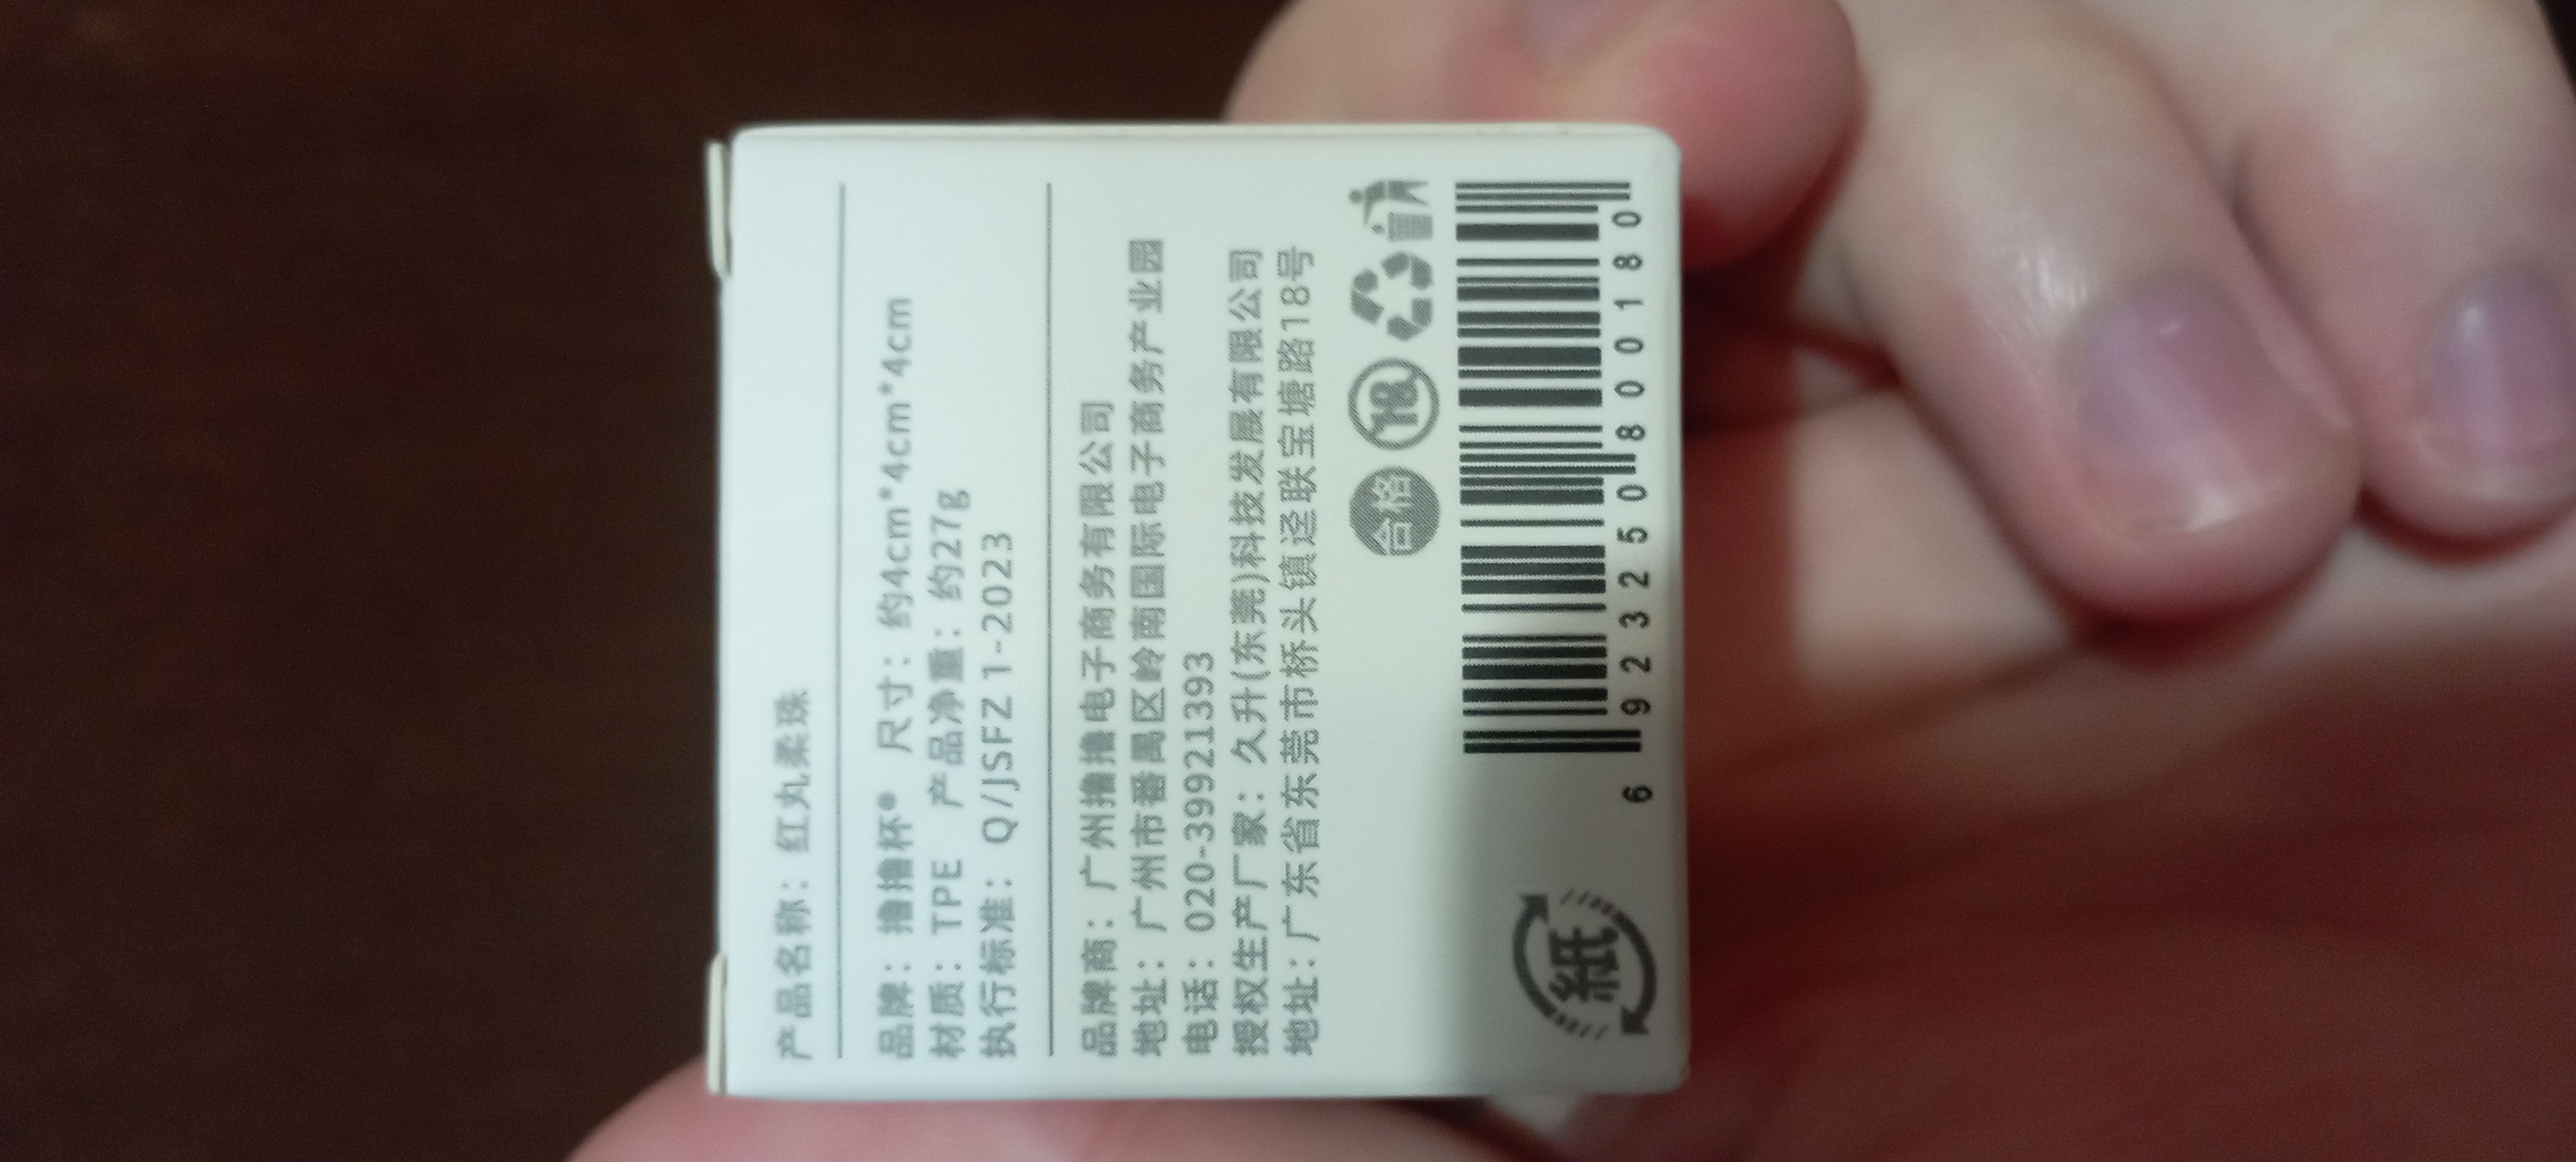 产品名称：红丸柔珠
品牌：撸撸杯® 尺寸：约4cm*4cm*4cm
材质：TPE 产品净重：约27g
执行标准：Q/JSFZ 1-2023
品牌商：广州撸撸电子商务有限公司
地址：广州市番禺区岭南国际电子商务产业园
电话：020-39921393
授权生产厂家：久升(东莞)科技发展有限公司
地址：广东省东莞市桥头镇迳联宝塘路18号
合格 18
6 923250 800180
紙